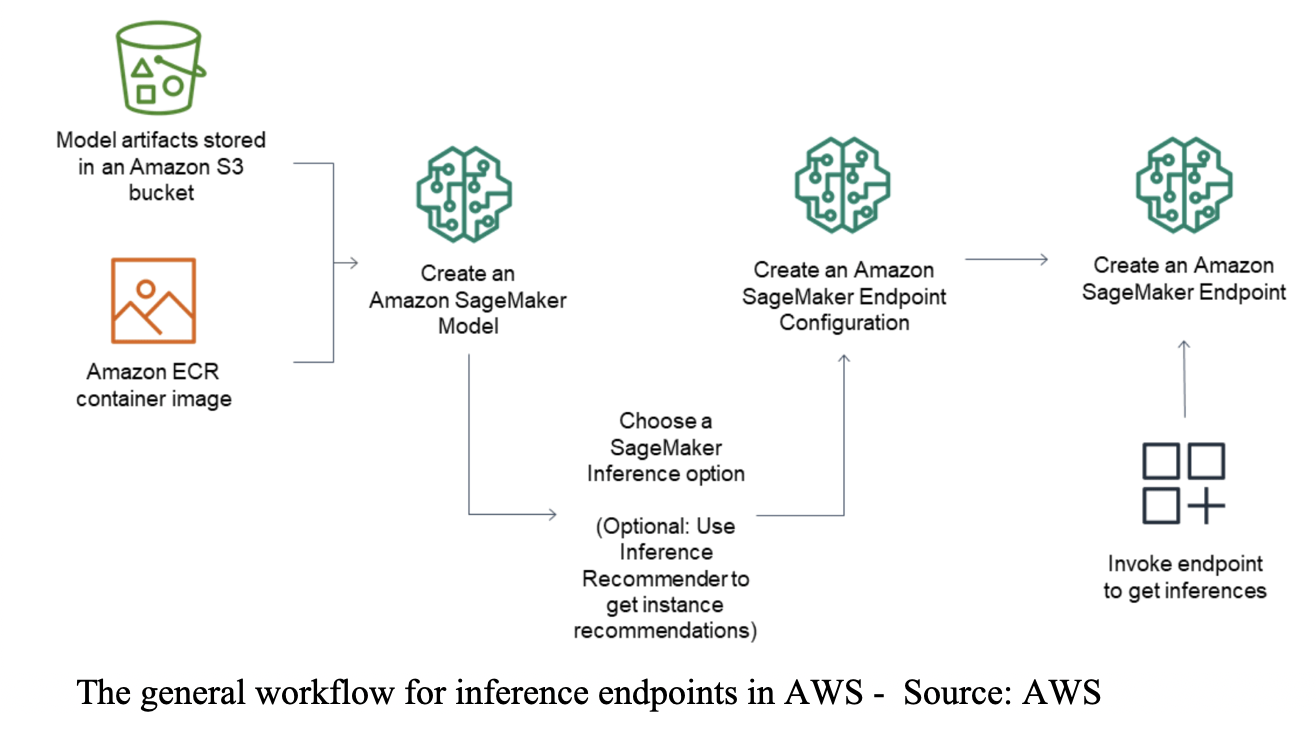 Model artifacts stored
in an Amazon S3
bucket
Amazon ECR
container image
Create an
Amazon SageMaker
Model
Choose a
SageMaker
Inference option
(Optional: Use
Inference
Recommender to
get instance
recommendations)
Create an Amazon
SageMaker Endpoint
Configuration
Create an Amazon
SageMaker Endpoint
Invoke endpoint
to get inferences
The general workflow for inference endpoints in AWS - Source: AWS